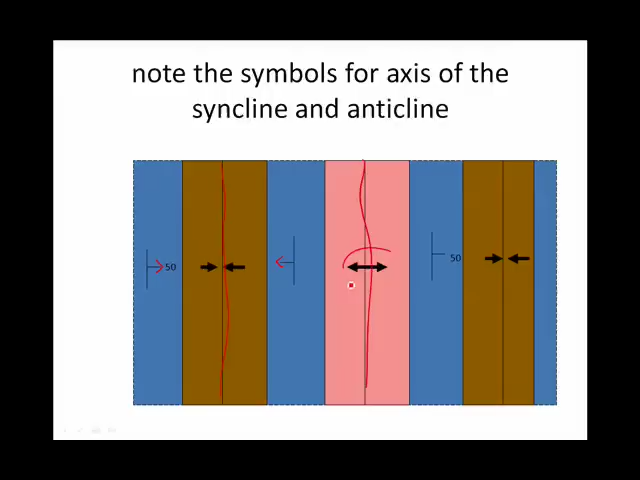 note the symbols for axis of the
syncline and anticline
50
50